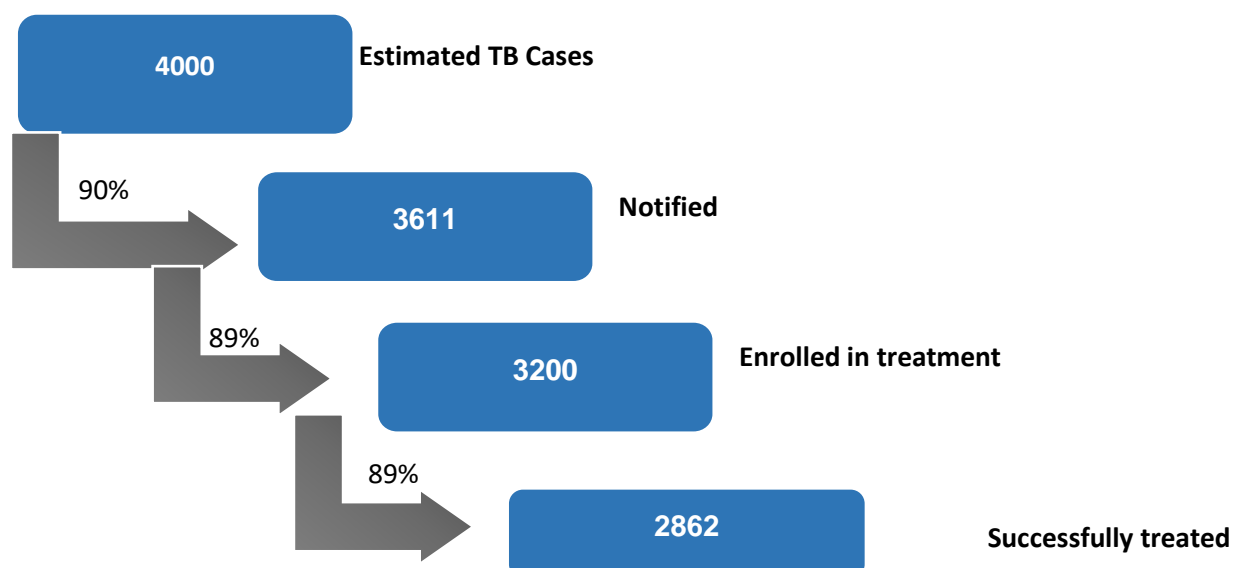 4000
Estimated TB Cases
90%
3611
Notified
89%
3200
Enrolled in treatment
89%
2862
Successfully treated